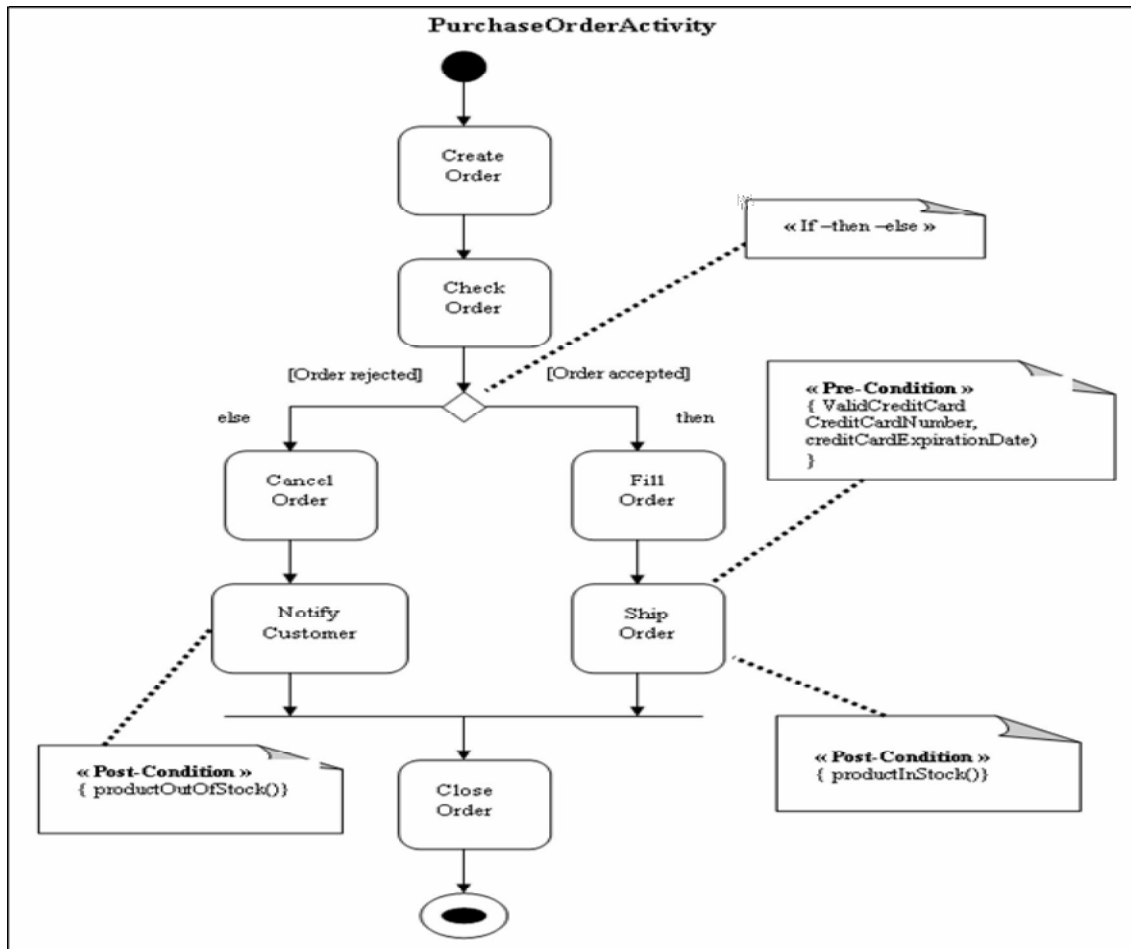 PurchaseOrderActivity
Create
Order
« If –then –else »
Check
Order
[Order rejected]
[Order accepted]
« Pre-Condition »
{ ValidCreditCard
CreditCardNumber,
creditCardExpirationDate)
}
else
then
Cancel
Order
Fill
Order
Notify
Customer
Ship
Order
« Post-Condition »
{ productOutOfStock()}
« Post-Condition »
{ productInStock()}
Close
Order